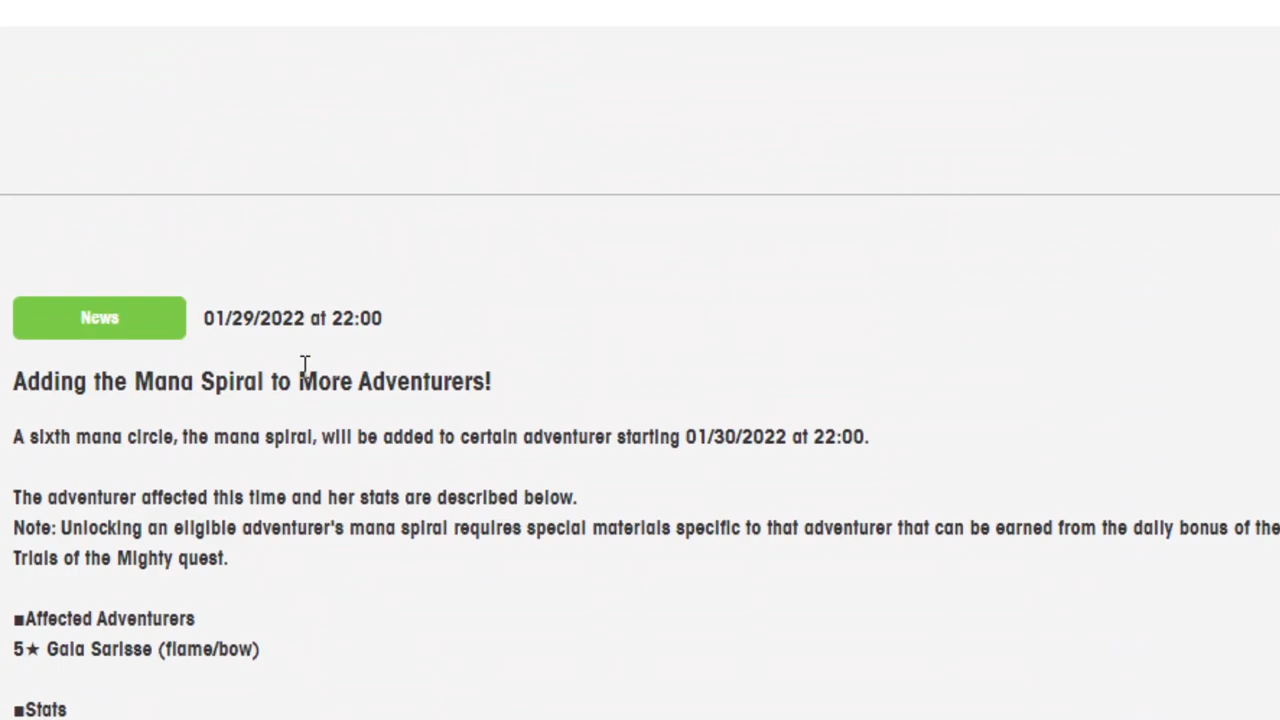 News
01/29/2022 at 22:00
Adding the Mana Spiral to More Adventurers!
A sixth mana circle, the mana spiral, will be added to certain adventurer starting 01/30/2022 at 22:00.
The adventurer affected this time and her stats are described below.
Note: Unlocking an eligible adventurer's mana spiral requires special materials specific to that adventurer that can be earned from the daily bonus of the
Trials of the Mighty quest.
■Affected Adventurers
5★ Gala Sarisse (flame/bow)
■Stats